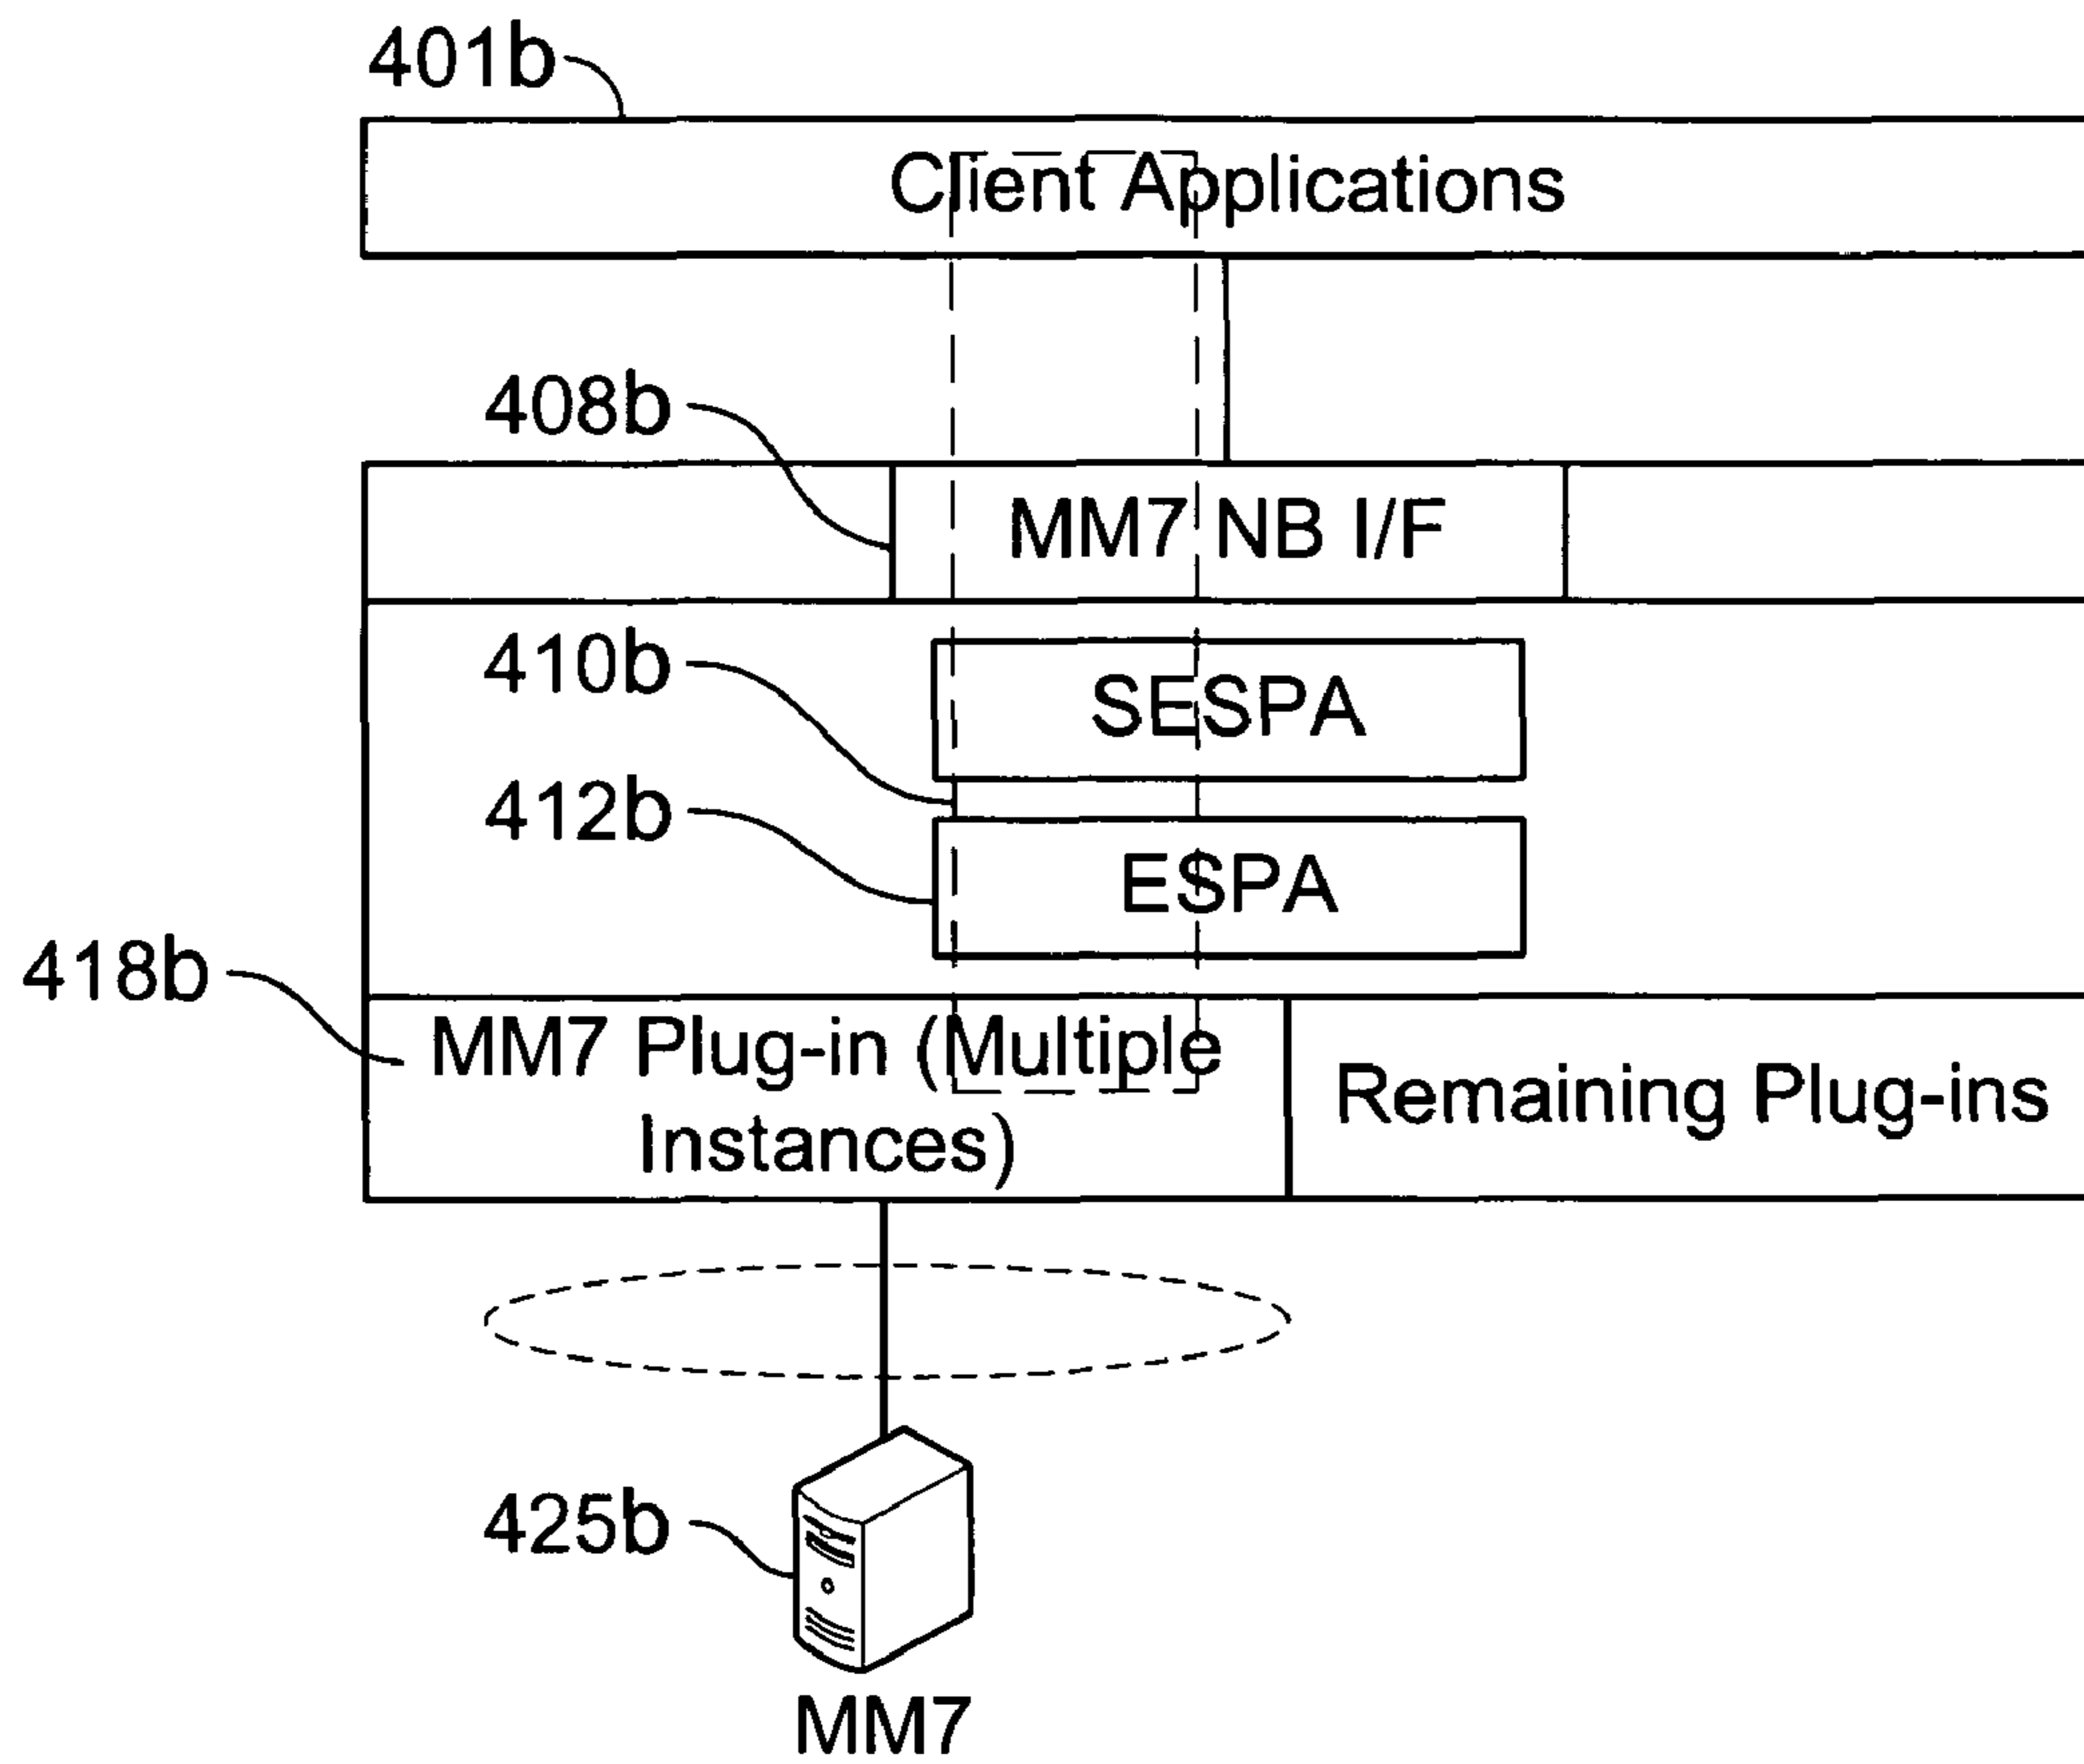 401b
Client Applications
408b
MM7 NB I/F
410b
SESPA
412b
ESPA
418b
MM7 Plug-in (Multiple
Instances)
Remaining Plug-ins
425b
MM7